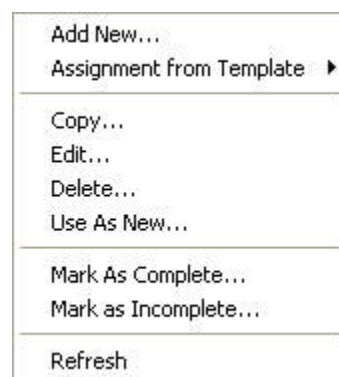 Add New...
Assignment from Template
Copy...
Edit...
Delete...
Use As New...
Mark As Complete...
Mark as Incomplete...
Refresh